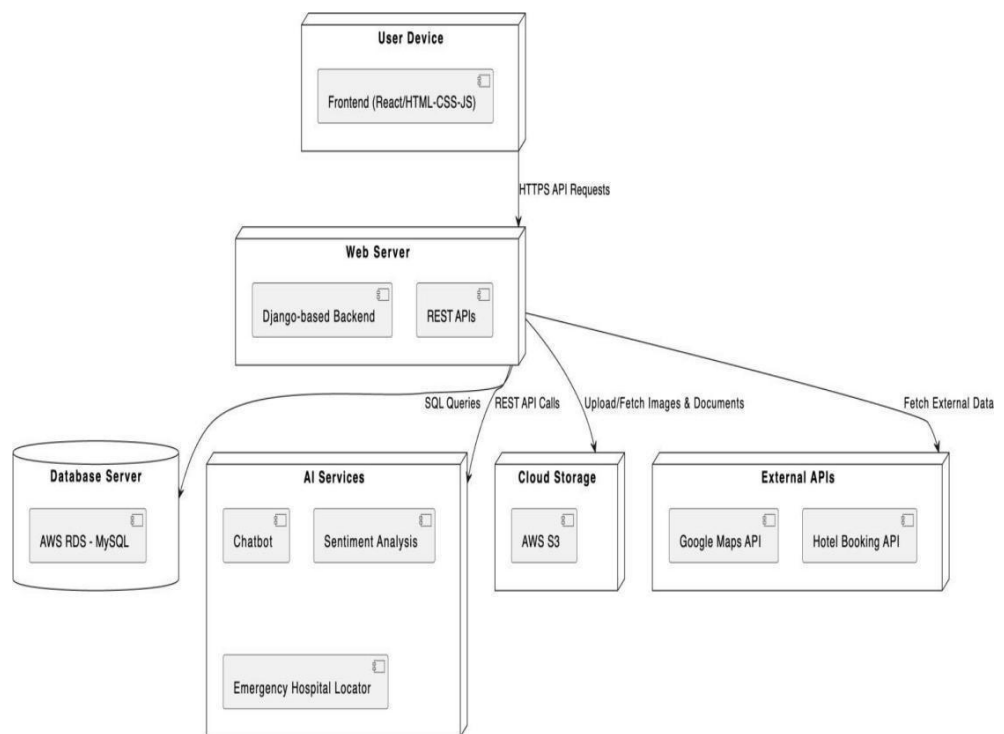 User Device
Frontend (React/HTML-CSS-JS)
HTTPS API Requests
Web Server
Django-based Backend
REST APIs
SQL Queries
REST API Calls
Upload/Fetch Images & Documents
Fetch External Data
Database Server
AWS RDS - MySQL
AI Services
Chatbot
Sentiment Analysis
Emergency Hospital Locator
Cloud Storage
AWS S3
External APIs
Google Maps API
Hotel Booking API